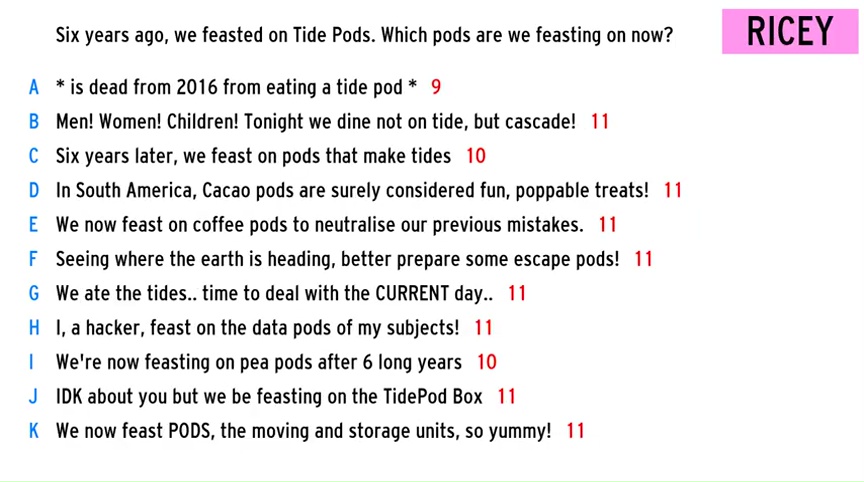 Six years ago, we feasted on Tide Pods. Which pods are we feasting on now?
RICEY
A * is dead from 2016 from eating a tide pod * 9
B Men! Women! Children! Tonight we dine not on tide, but cascade! 11
C Six years later, we feast on pods that make tides 10
D In South America, Cacao pods are surely considered fun, poppable treats! 11
E We now feast on coffee pods to neutralise our previous mistakes. 11
F Seeing where the earth is heading, better prepare some escape pods! 11
G We ate the tides.. time to deal with the CURRENT day.. 11
H I, a hacker, feast on the data pods of my subjects! 11
I We're now feasting on pea pods after 6 long years 10
J IDK about you but we be feasting on the TidePod Box 11
K We now feast PODS, the moving and storage units, so yummy! 11